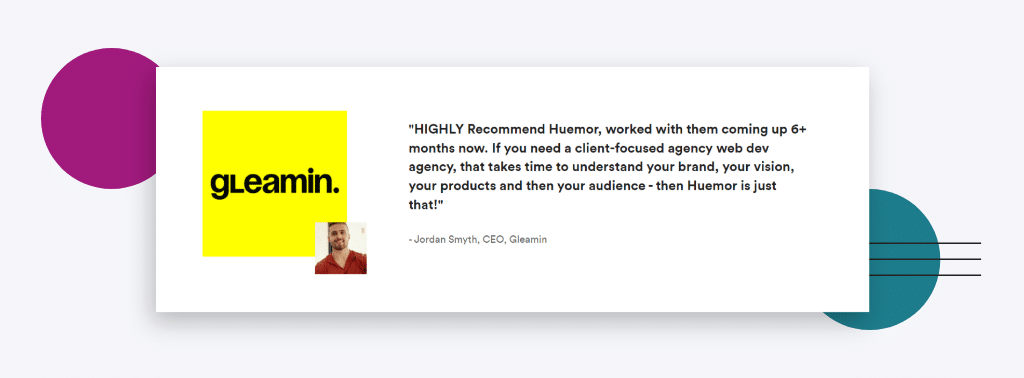 gLeamin.
"HIGHLY Recommend Huemor, worked with them coming up 6+
months now. If you need a client-focused agency web dev
agency, that takes time to understand your brand, your vision,
your products and then your audience - then Huemor is just
that!"
- Jordan Smyth, CEO, Gleamin